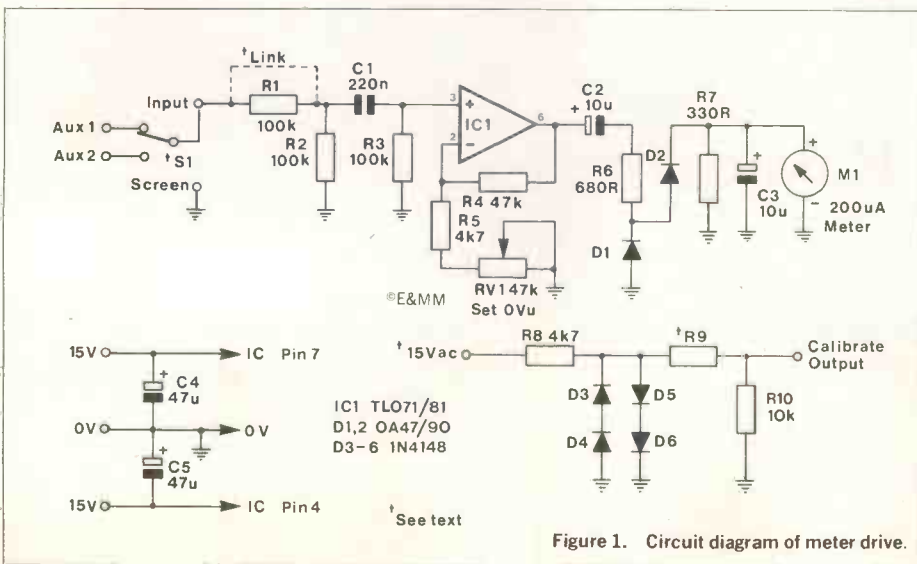 †Link
R1
100k
C1
220n
Input
Aux 1
Aux 2
†S1
Screen
R2
100k
R3
100k
3
+
IC1
2
-
6
R4 47k
R5
4k7
RV1 47k
Set 0Vu
C2
+ 10u
R6
680R
D2
D1
R7
330R
+
C3
10u
+
M1
-
200uA
Meter
©E&MM
15V
+
C4
47u
0V
+
C5
47u
15V
IC Pin 7
0V
IC Pin 4
IC1 TL071/81
D1,2 OA47/90
D3-6 1N4148
†See text
†15Vac
R8 4k7
D3
D4
D5
D6
†R9
R10
10k
Calibrate
Output
Figure 1. Circuit diagram of meter drive.